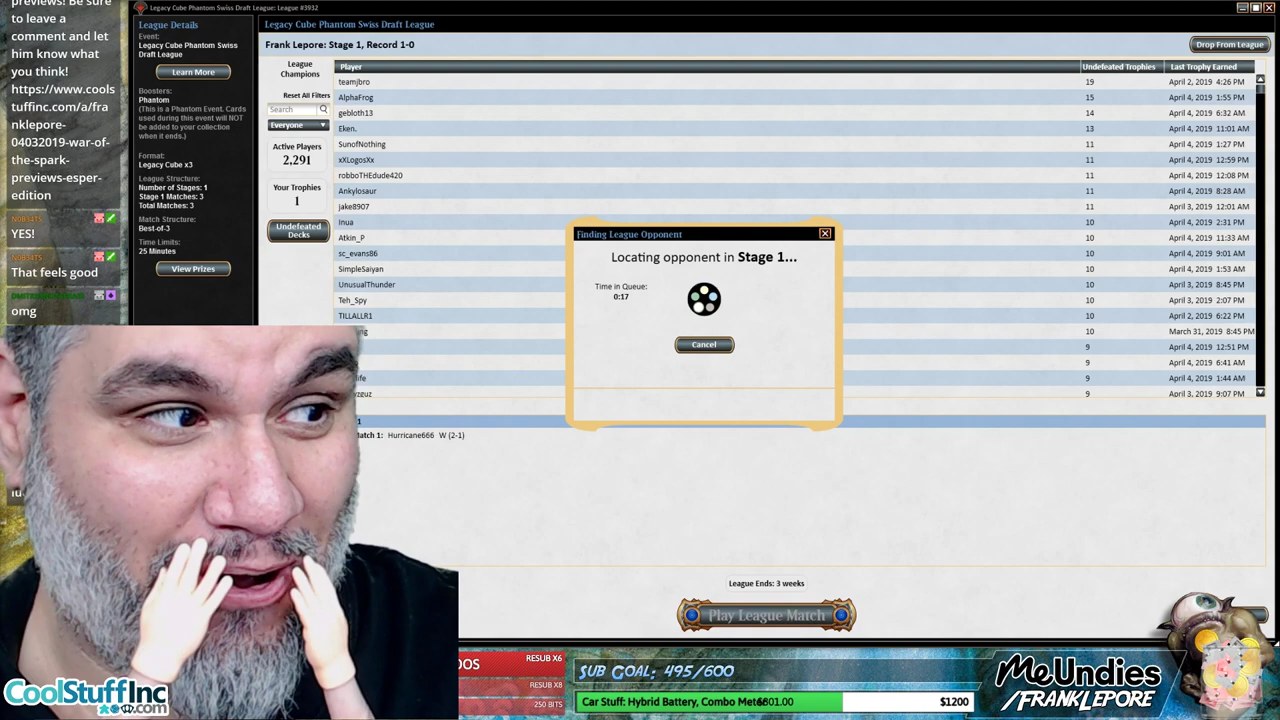 previews! Be sure
to leave a
comment and let
him know what
you think!
https://www.cools
tuffinc.com/a/fra
nklepore-
04032019-war-of-
the-spark-
previews-esper-
edition
YES!
That feels good
omg
Legacy Cube Phantom Swiss Draft League: League #3932
League Details
Event:
Legacy Cube Phantom Swiss
Draft League
Learn More
Boosters:
Phantom
(This is a Phantom Event. Cards
used during this event will NOT
be added to your collection
when it ends.)
Format:
Legacy Cube x3
League Structure:
Number of Stages: 1
Stage 1 Matches: 3
Total Matches: 3
Match Structure:
Best-of-3
Time Limits:
25 Minutes
View Prizes
Legacy Cube Phantom Swiss Draft League
Frank Lepore: Stage 1, Record 1-0
Drop From League
League
Champions
Reset All Filters
Search
Everyone
Active Players
2,291
Your Trophies
1
Undefeated
Decks
Player Undefeated Trophies Last Trophy Earned
teamjbro 19 April 2, 2019 4:26 PM
AlphaFrog 15 April 4, 2019 1:55 PM
gebloth13 14 April 4, 2019 6:32 AM
Eken. 13 April 4, 2019 11:01 AM
SunofNothing 11 April 4, 2019 1:27 PM
xXLogosXx 11 April 4, 2019 12:59 PM
robboTHEdude420 11 April 4, 2019 12:08 PM
Ankylosaur 11 April 4, 2019 8:28 AM
jake8907 11 April 3, 2019 12:01 AM
Inua 10 April 4, 2019 2:31 PM
Atkin_P 10 April 4, 2019 11:33 AM
sc_evans86 10 April 4, 2019 9:01 AM
SimpleSaiyan 10 April 4, 2019 1:53 AM
UnusualThunder 10 April 3, 2019 8:45 PM
Teh_Spy 10 April 3, 2019 2:07 PM
TILLALLR1 10 April 2, 2019 6:22 PM
10 March 31, 2019 8:45 PM
9 April 4, 2019 12:51 PM
9 April 4, 2019 6:41 AM
9 April 4, 2019 1:44 AM
9 April 3, 2019 9:07 PM
Finding League Opponent
Locating opponent in Stage 1...
Time in Queue:
0:17
Cancel
1
atch 1: Hurricane666 W (2-1)
League Ends: 3 weeks
Play League Match
CoolStuffInc
.com
DOS
RESUB X6
RESUB X8
250 BITS
SUB GOAL: 495/600
Car Stuff: Hybrid Battery, Combo Mete $801.00 $1200
MeUndies
/FRANKLEPORE